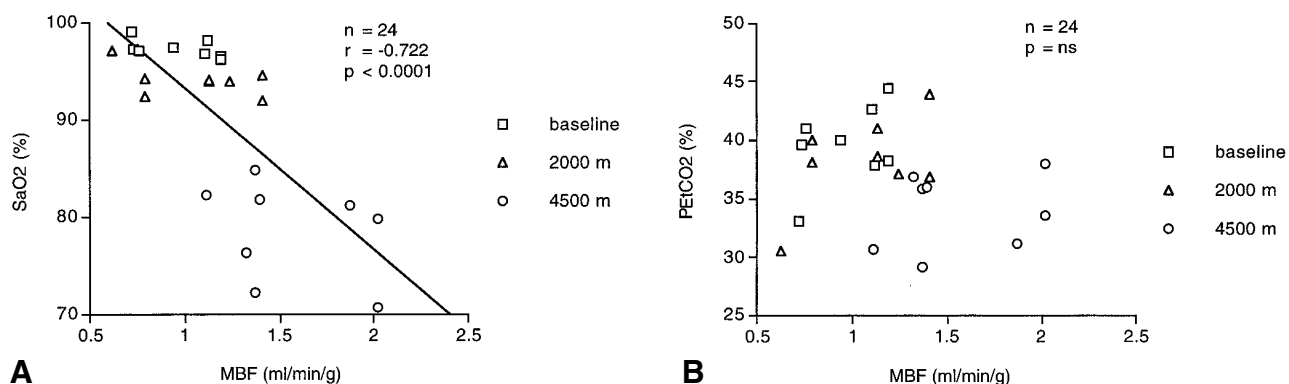 100
90
80
70
SaO2 (%)
0.5 1 1.5 2 2.5
MBF (ml/min/g)
n = 24
r = -0.722
p < 0.0001
baseline
2000 m
4500 m
A
50
45
40
35
30
25
PEtCO2 (%)
0.5 1 1.5 2 2.5
MBF (ml/min/g)
n = 24
p = ns
baseline
2000 m
4500 m
B